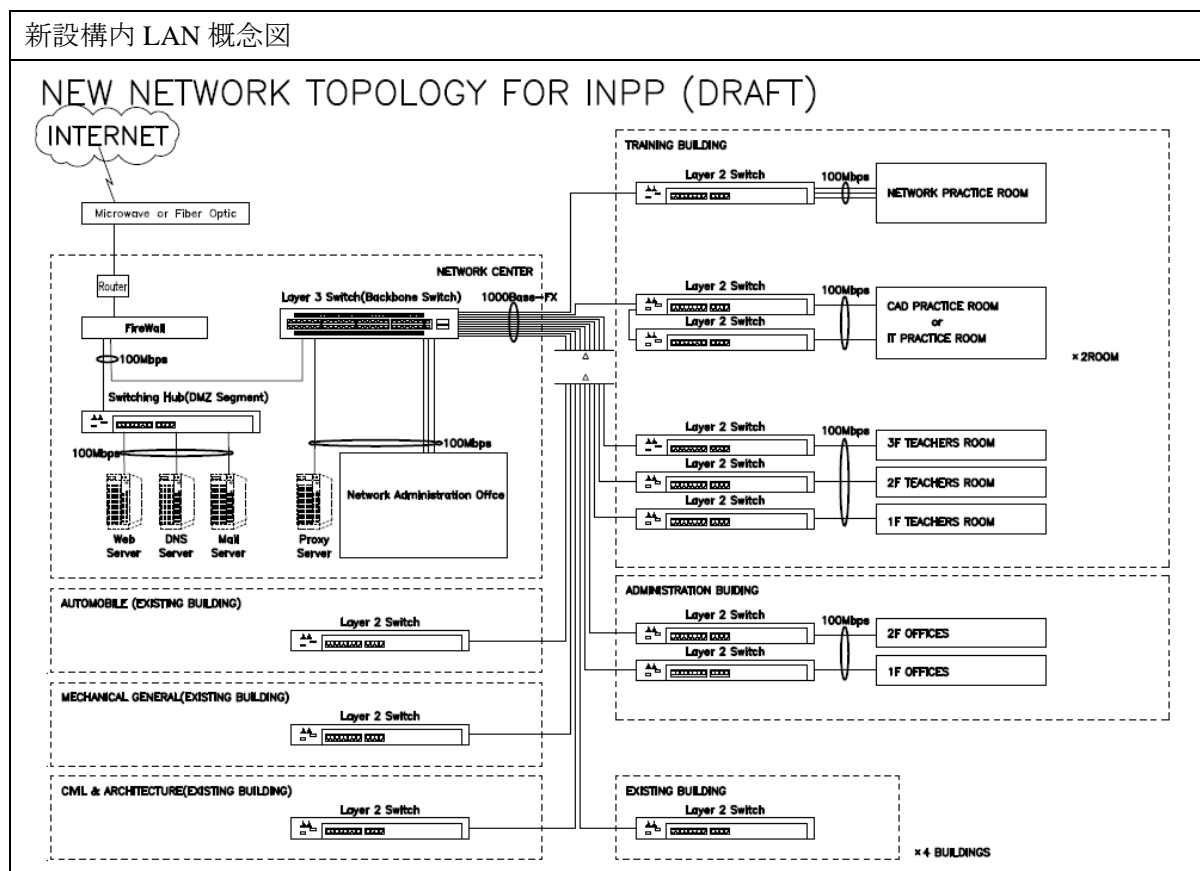 新設構内 LAN 概念図
NEW NETWORK TOPOLOGY FOR INPP (DRAFT)
INTERNET
Microwave or Fiber Optic
NETWORK CENTER
Router
Layer 3 Switch(Backbone Switch)
1000Base-FX
FireWall
100Mbps
Switching Hub(DMZ Segment)
100Mbps
100Mbps
Network Administration Offce
Web
Server
DNS
Server
Mail
Server
Proxy
Server
AUTOMOBILE (EXISTING BUILDING)
Layer 2 Switch
MECHANICAL GENERAL(EXISTING BUILDING)
Layer 2 Switch
CIVIL & ARCHITECTURE(EXISTING BUILDING)
Layer 2 Switch
TRAINING BUILDING
Layer 2 Switch
100Mbps
NETWORK PRACTICE ROOM
Layer 2 Switch
100Mbps
CAD PRACTICE ROOM
or
IT PRACTICE ROOM
Layer 2 Switch
×2ROOM
Layer 2 Switch
100Mbps
3F TEACHERS ROOM
Layer 2 Switch
2F TEACHERS ROOM
Layer 2 Switch
1F TEACHERS ROOM
ADMINISTRATION BUIDING
Layer 2 Switch
100Mbps
2F OFFICES
Layer 2 Switch
1F OFFICES
EXISTING BUILDING
Layer 2 Switch
×4 BUILDINGS